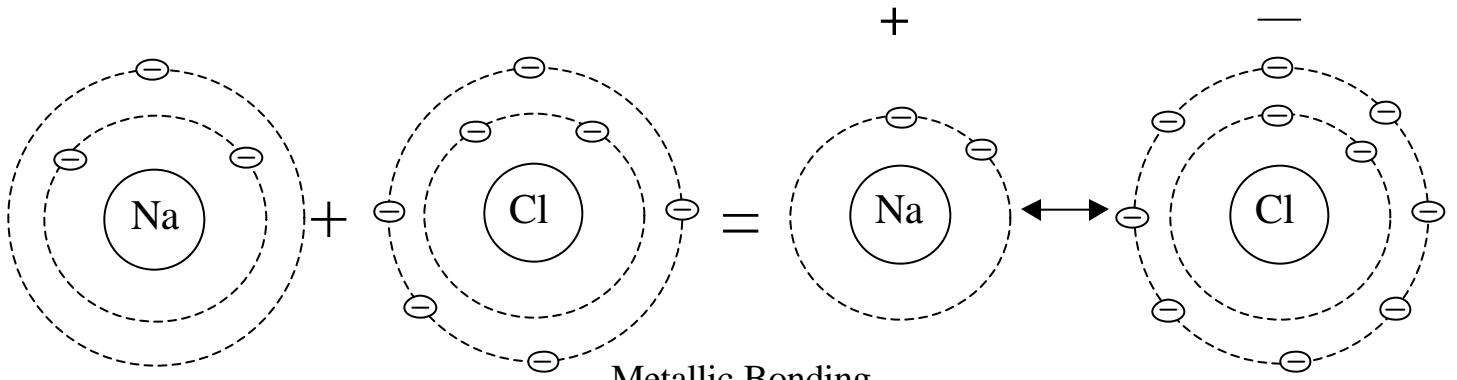 + —
Na + Cl = Na Cl
Metallic Bonding